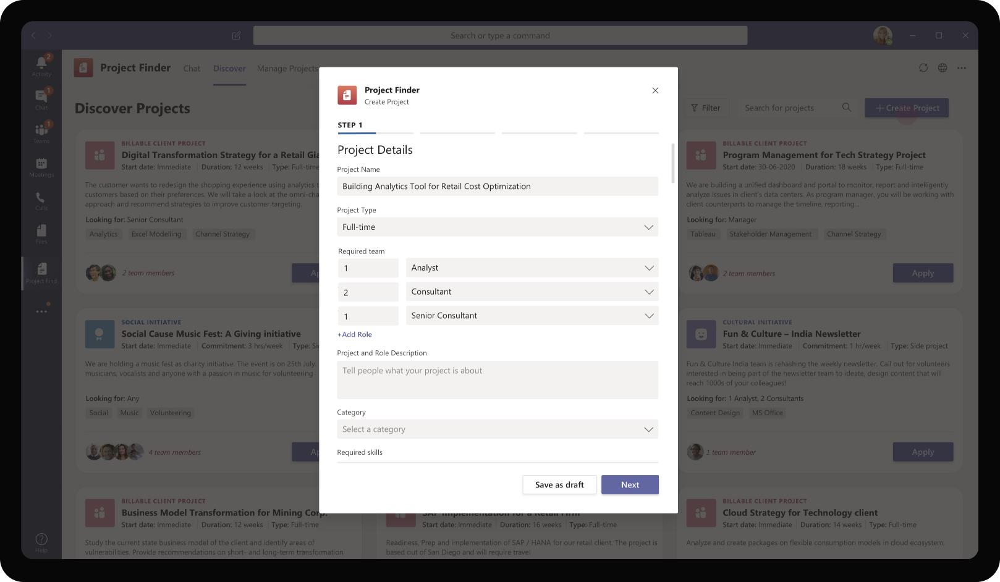 Search or type a command
2
Activity
1
Chat
1
Teams
Meetings
Calls
Files
Project Find..
Help
Project Finder
Chat
Discover
Manage Projects
Discover Projects
Filter
Search for projects
+ Create Project
BILLABLE CLIENT PROJECT
Digital Transformation Strategy for a Retail Gia
Start date: Immediate
Duration: 12 weeks
Type: Full-time
The customer wants to redesign the shopping experience using analytics t
customers based on their preferences. We will take a look at the omni-cha
approach and recommend strategies to improve customer targeting.
Looking for: Senior Consultant
Analytics
Excel Modelling
Channel Strategy
2 team members
Ap
BILLABLE CLIENT PROJECT
Program Management for Tech Strategy Project
Start date: 30-06-2020
Duration: 18 weeks
Type: Full-time
We are building a unified dashboard and portal to monitor, report and intelligently
analyze issues in client's data centers. As program manager, you will be working with
client counterparts to manage the timeline, reporting...
Looking for: Manager
Tableau
Stakeholder Management
Channel Strategy
2 team members
Apply
SOCIAL INITIATIVE
Social Cause Music Fest: A Giving initiative
Start date: Immediate
Commitment: 3 hrs/week
Type: Si
We are holding a music fest as charity initiative. The event is on 25th July.
musicians, vocalists and anyone with a passion in music for volunteering
Looking for: Any
Social
Music
Volunteering
4 team members
Ap
CULTURAL INITIATIVE
Fun & Culture – India Newsletter
Start date: Immediate
Commitment: 1 hr/week
Type: Side project
Fun & Culture India team is rehashing the weekly newsletter. Call out for volunteers
interested in being part of the newsletter team to ideate, design content that will
reach 1000s of your colleagues!
Looking for: 1 Analyst, 2 Consultants
Content Design
MS Office
1 team member
Apply
BILLABLE CLIENT PROJECT
Business Model Transformation for Mining Corp.
Start date: Immediate
Duration: 12 weeks
Type: Full-time
Study the current state business model of the client and identify areas of
vulnerabilities. Provide recommendations on short- and long-term transformation
SAP Implementation for a Retail Firm
Start date: Immediate
Duration: 16 weeks
Type: Full-time
Readiness, Prep and implementation of SAP / HANA for our retail client. The project is
based out of San Diego and will require travel
BILLABLE CLIENT PROJECT
Cloud Strategy for Technology client
Start date: Immediate
Duration: 14 weeks
Type: Full-time
Analyze and create packages on flexible consumption models in cloud ecosystem.
Project Finder
Create Project
STEP 1
Project Details
Project Name
Building Analytics Tool for Retail Cost Optimization
Project Type
Full-time
Required team
1
Analyst
2
Consultant
1
Senior Consultant
+Add Role
Project and Role Description
Tell people what your project is about
Category
Select a category
Required skills
Save as draft
Next